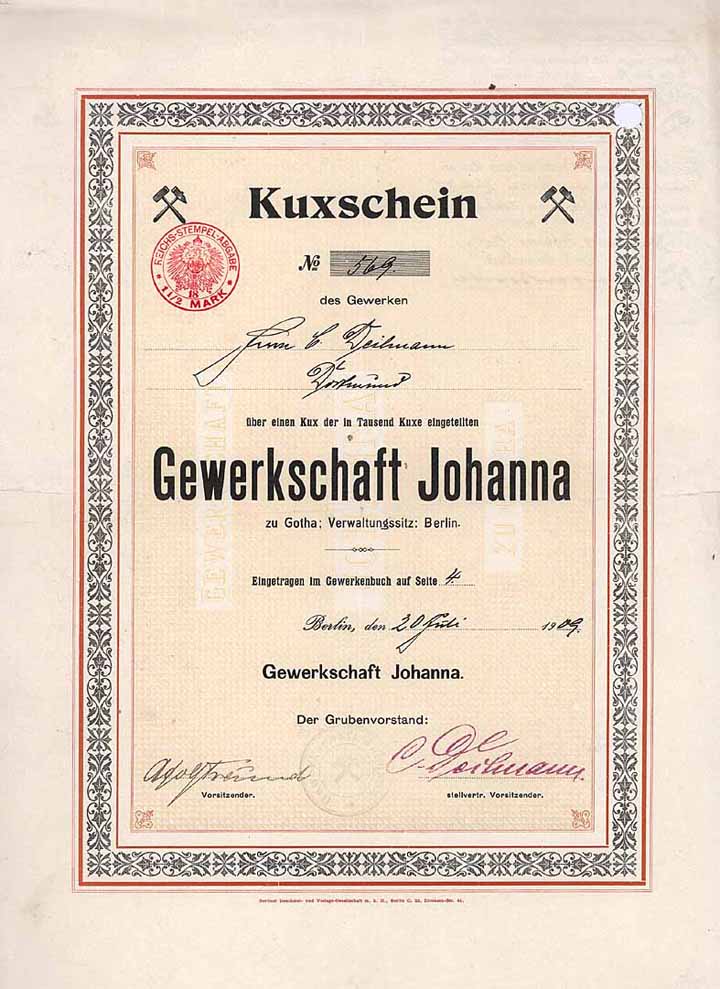 Kuxschein
REICHS-STEMPEL-ABGABE
1 1/2 MARK
No 569.
des Gewerken
C. Deilmann
Dortmund
über einen Kux der in Tausend Kuxe eingeteilten
Gewerkschaft Johanna
zu Gotha; Verwaltungssitz: Berlin.
Eingetragen im Gewerkenbuch auf Seite 4.
Berlin, den 20 Juli 1909.
Gewerkschaft Johanna.
Der Grubenvorstand:
C. Deilmann.
Vorsitzender. stellvertr. Vorsitzender.
GEWERKSCHAFT